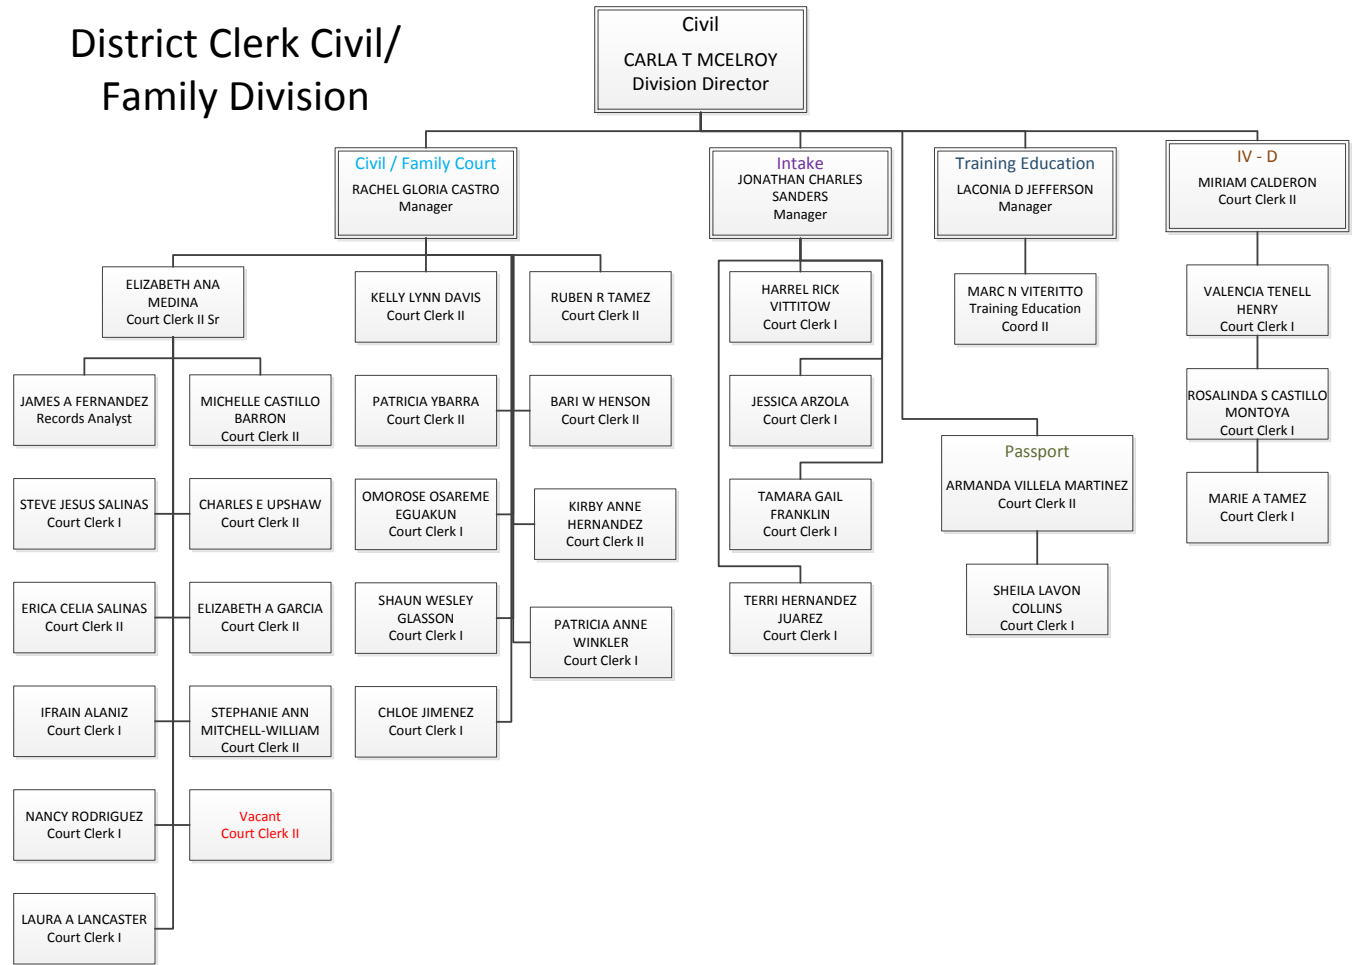 District Clerk Civil/
Family Division
Civil
CARLA T MCELROY
Division Director
Civil / Family Court
RACHEL GLORIA CASTRO
Manager
Intake
JONATHAN CHARLES
SANDERS
Manager
Training Education
LACONIA D JEFFERSON
Manager
IV - D
MIRIAM CALDERON
Court Clerk II
ELIZABETH ANA
MEDINA
Court Clerk II Sr
KELLY LYNN DAVIS
Court Clerk II
RUBEN R TAMEZ
Court Clerk II
HARREL RICK
VITTITOW
Court Clerk I
MARC N VITERITTO
Training Education
Coord II
VALENCIA TENELL
HENRY
Court Clerk I
JAMES A FERNANDEZ
Records Analyst
MICHELLE CASTILLO
BARRON
Court Clerk II
PATRICIA YBARRA
Court Clerk II
BARI W HENSON
Court Clerk II
JESSICA ARZOLA
Court Clerk I
ROSALINDA S CASTILLO
MONTOYA
Court Clerk I
Passport
ARMANDA VILLELA MARTINEZ
Court Clerk II
STEVE JESUS SALINAS
Court Clerk I
CHARLES E UPSHAW
Court Clerk II
OMOROSE OSAREME
EGUAKUN
Court Clerk I
KIRBY ANNE
HERNANDEZ
Court Clerk II
TAMARA GAIL
FRANKLIN
Court Clerk I
MARIE A TAMEZ
Court Clerk I
ERICA CELIA SALINAS
Court Clerk II
ELIZABETH A GARCIA
Court Clerk II
SHAUN WESLEY
GLASSON
Court Clerk I
PATRICIA ANNE
WINKLER
Court Clerk I
TERRI HERNANDEZ
JUAREZ
Court Clerk I
SHEILA LAVON
COLLINS
Court Clerk I
IFRAIN ALANIZ
Court Clerk I
STEPHANIE ANN
MITCHELL-WILLIAM
Court Clerk II
CHLOE JIMENEZ
Court Clerk I
NANCY RODRIGUEZ
Court Clerk I
Vacant
Court Clerk II
LAURA A LANCASTER
Court Clerk I